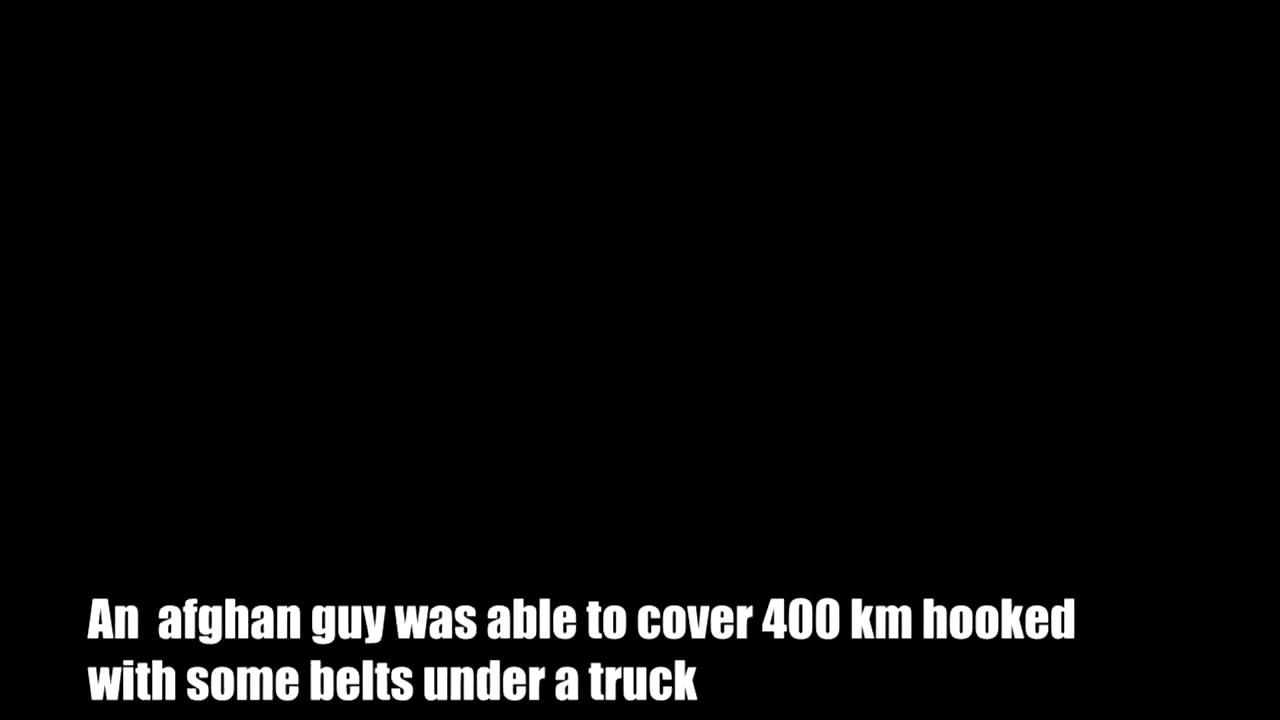 An  afghan guy was able to cover 400 km hooked
with some belts under a truck